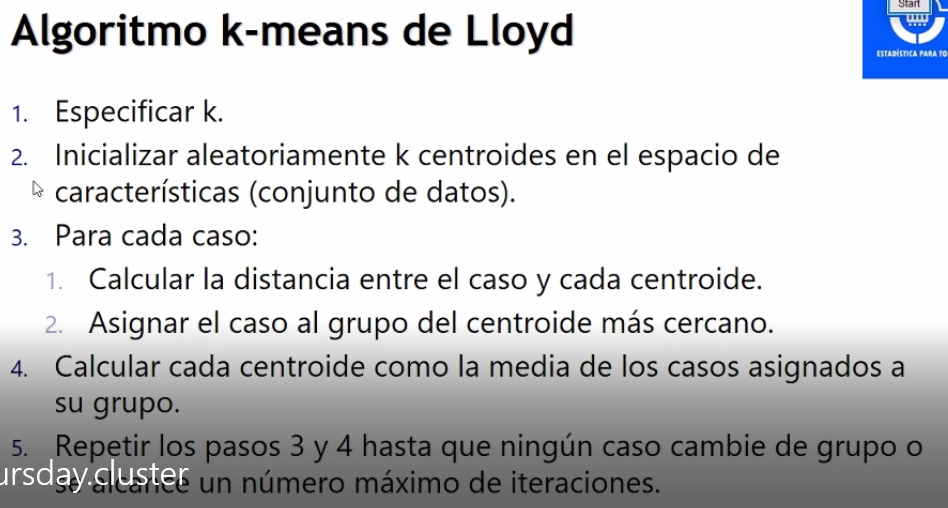 Algoritmo k-means de Lloyd
Start
ESTADÍSTICA PARA TO
1. Especificar k.
2. Inicializar aleatoriamente k centroides en el espacio de
características (conjunto de datos).
3. Para cada caso:
1. Calcular la distancia entre el caso y cada centroide.
2. Asignar el caso al grupo del centroide más cercano.
4. Calcular cada centroide como la media de los casos asignados a
su grupo.
5. Repetir los pasos 3 y 4 hasta que ningún caso cambie de grupo o
ursday.cluster
se alcance un número máximo de iteraciones.